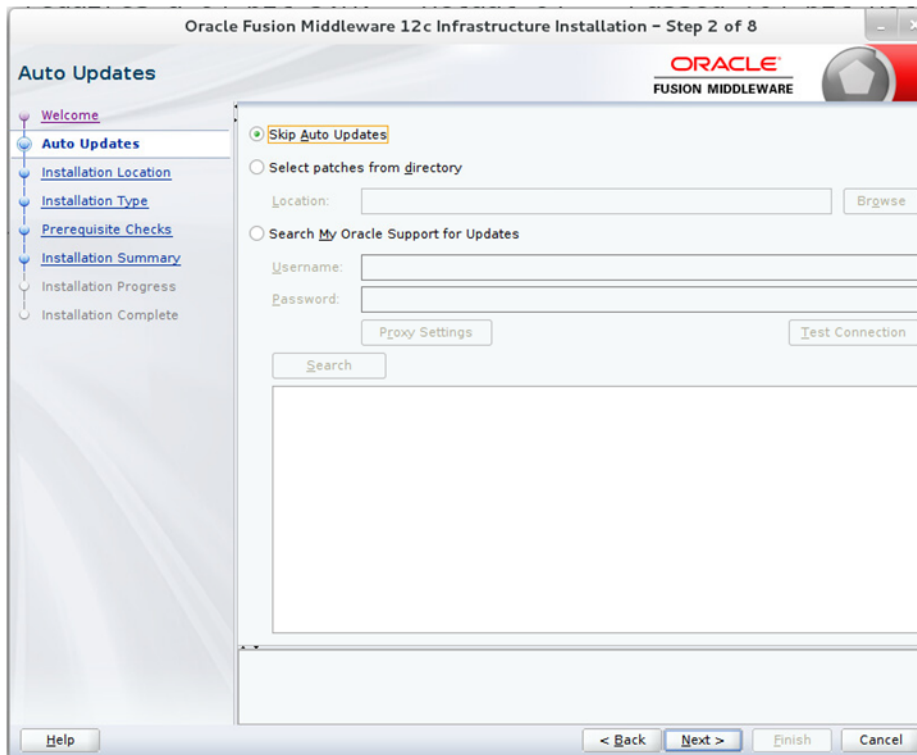 Oracle Fusion Middleware 12c Infrastructure Installation – Step 2 of 8
Auto Updates
ORACLE
FUSION MIDDLEWARE
Welcome
Auto Updates
Installation Location
Installation Type
Prerequisite Checks
Installation Summary
Installation Progress
Installation Complete
Skip Auto Updates
Select patches from directory
Location:
Browse
Search My Oracle Support for Updates
Username:
Password:
Proxy Settings
Test Connection
Search
Help
< Back
Next >
Finish
Cancel